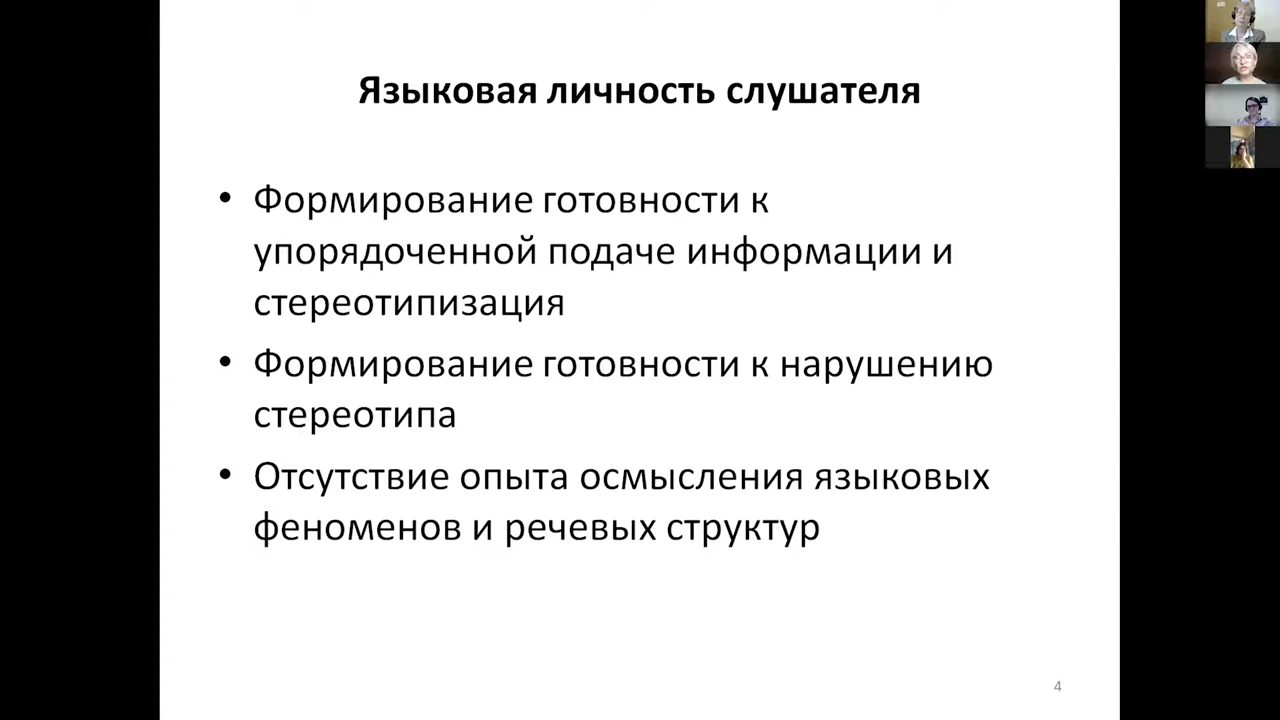 Языковая личность слушателя
• Формирование готовности к
упорядоченной подаче информации и
стереотипизация
• Формирование готовности к нарушению
стереотипа
• Отсутствие опыта осмысления языковых
феноменов и речевых структур
4